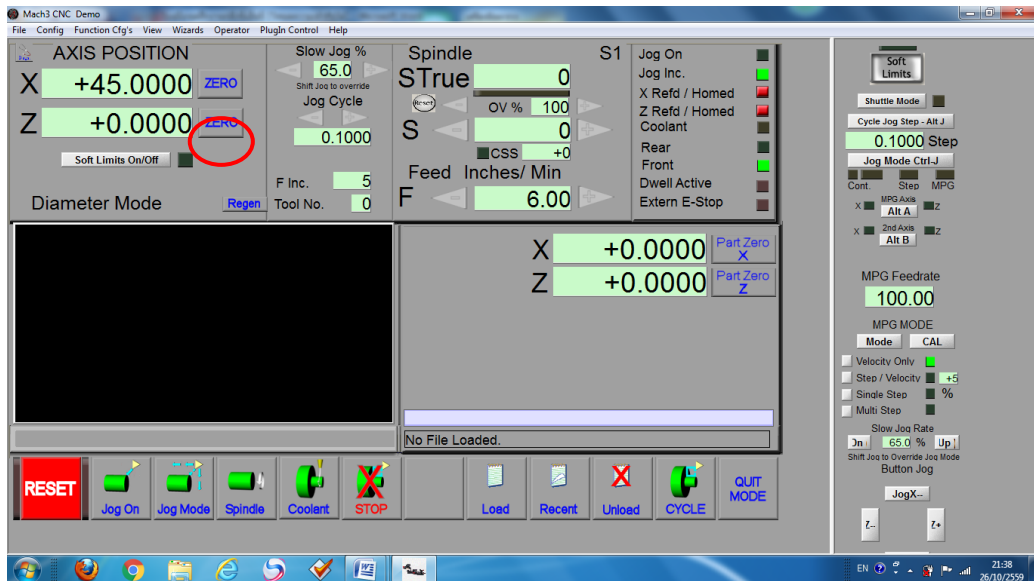 Mach3 CNC Demo
File Config Function Cfg's View Wizards Operator PlugIn Control Help
AXIS POSITION
X +45.0000 ZERO
Z +0.0000 ZERO
Soft Limits On/Off
Diameter Mode Regen
Slow Jog %
65.0
Shift Jog to override
Jog Cycle
0.1000
F Inc. 5
Tool No. 0
Spindle S1
STrue 0
Reset OV % 100
S 0
CSS +0
Feed Inches/ Min
F 6.00
Jog On
Jog Inc.
X Refd / Homed
Z Refd / Homed
Coolant
Rear
Front
Dwell Active
Extern E-Stop
X +0.0000 Part Zero X
Z +0.0000 Part Zero Z
No File Loaded.
RESET
Jog On
Jog Mode
Spindle
Coolant
STOP
Load
Recent
Unload
CYCLE
QUIT
MODE
Soft
Limits
Shuttle Mode
Cycle Jog Step - Alt J
0.1000 Step
Jog Mode Ctrl-J
Cont. Step MPG
MPG Axis
X Alt A Z
2nd Axis
X Alt B Z
MPG Feedrate
100.00
MPG MODE
Mode CAL
Velocity Only
Step / Velocity +5
Single Step %
Multi Step
Slow Jog Rate
65.0 % Up
Shift Jog to Override Jog Mode
Button Jog
JogX--
Z-- Z+
EN 21:38
26/10/2559